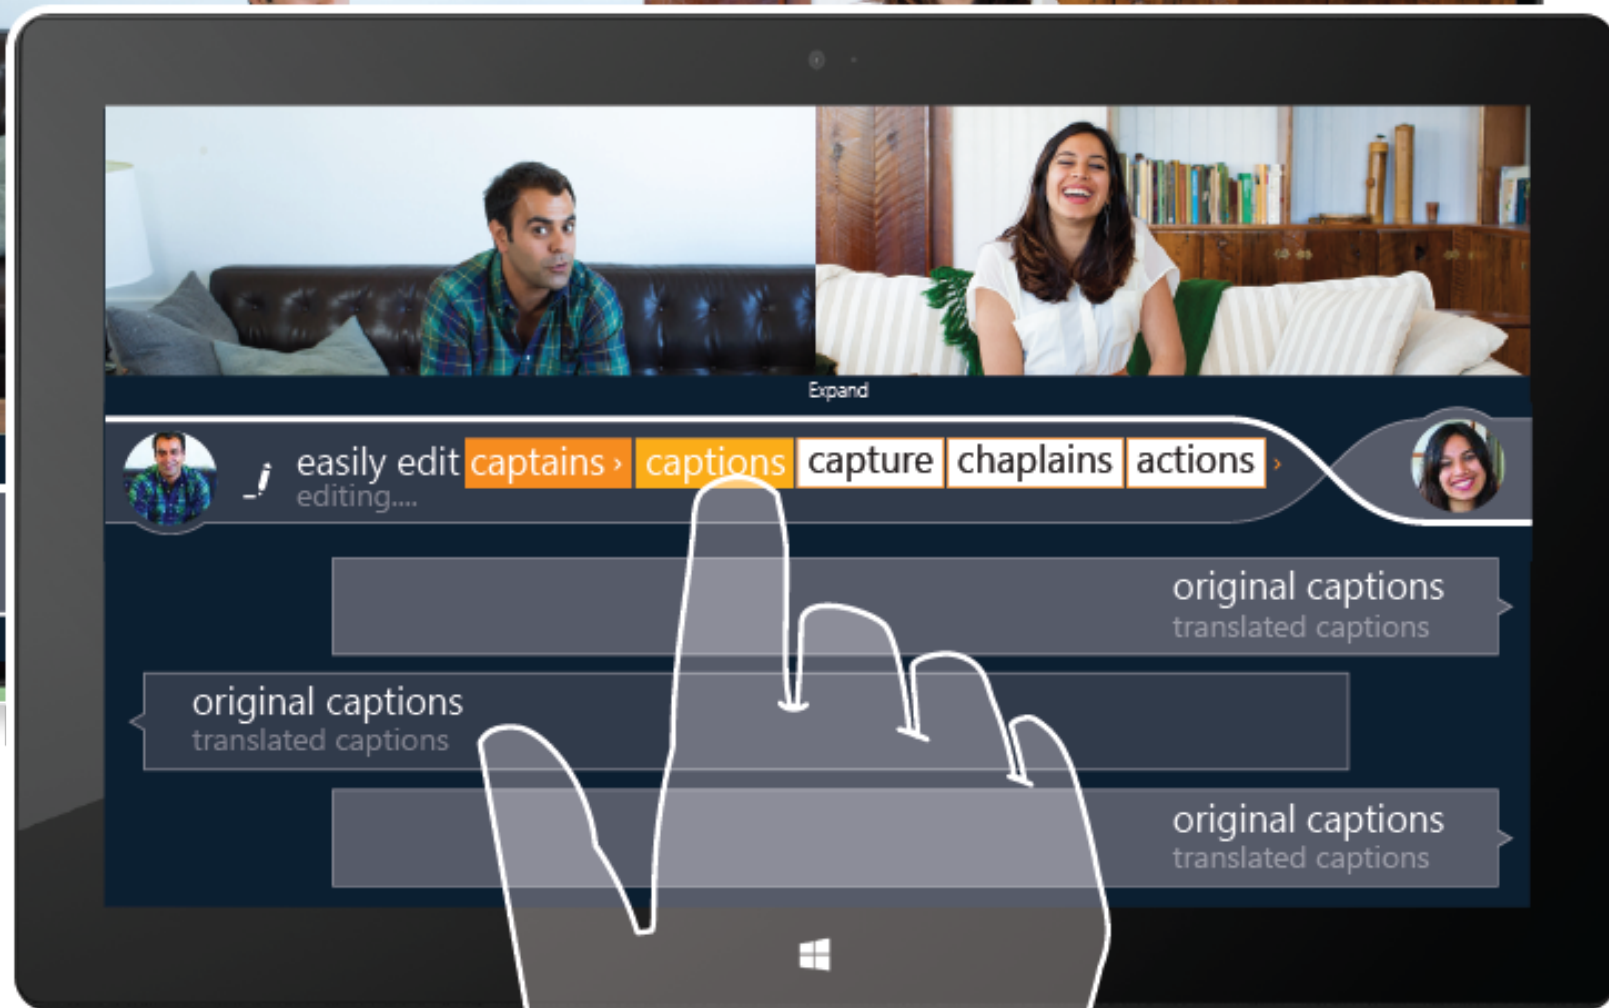 Expand
easily edit captains › captions capture chaplains actions ›
editing....
original captions
translated captions
original captions
translated captions
original captions
translated captions